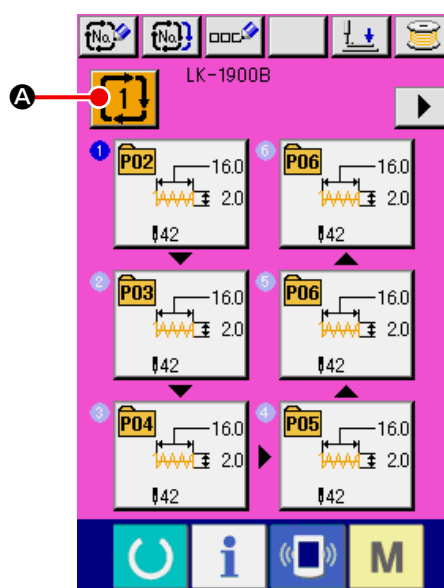 No. No.
LK-1900B
A
1
1 P02 16.0 6 P06 16.0
2.0 2.0
42 42
2 P03 16.0 5 P06 16.0
2.0 2.0
42 42
3 P04 16.0 4 P05 16.0
2.0 2.0
42 42
i M